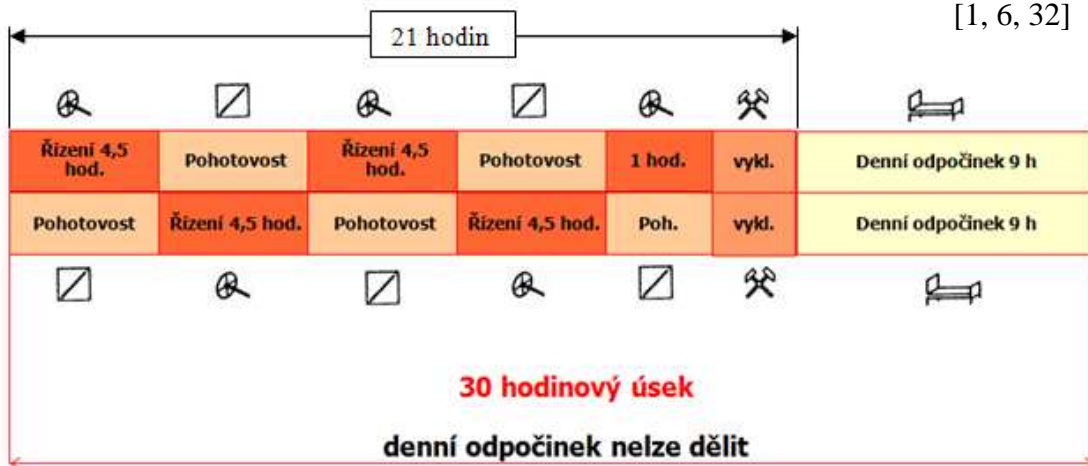 [1, 6, 32]
21 hodin
Řízení 4,5
hod.
Pohotovost
Řízení 4,5
hod.
Pohotovost
1 hod.
vykl.
Denní odpočinek 9 h
Pohotovost
Řízení 4,5 hod.
Pohotovost
Řízení 4,5 hod.
Poh.
vykl.
Denní odpočinek 9 h
30 hodinový úsek
denní odpočinek nelze dělit